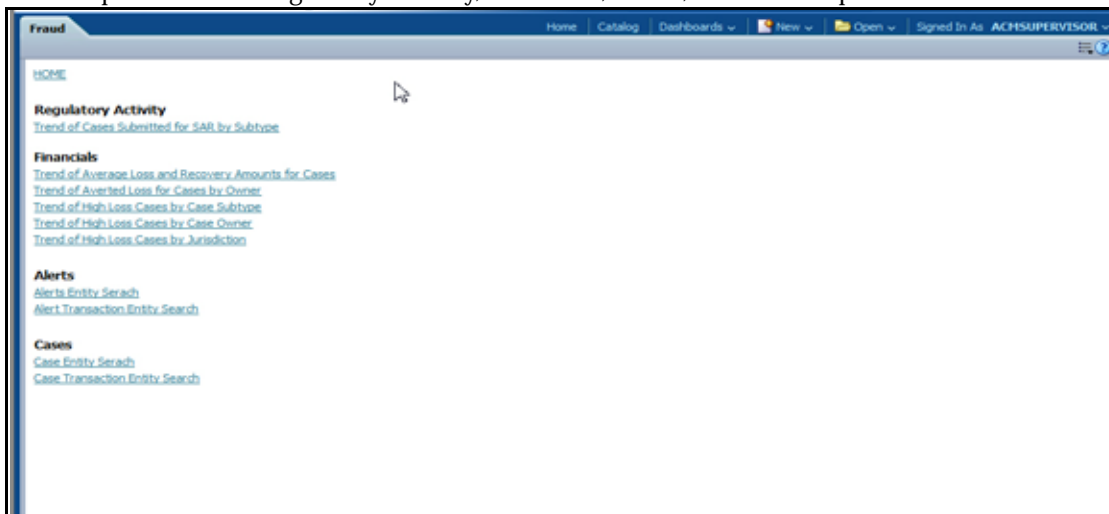 Fraud
Home Catalog Dashboards New Open Signed In As ACMSUPERVISOR
HOME
Regulatory Activity
Trend of Cases Submitted for SAR by Subtype
Financials
Trend of Average Loss and Recovery Amounts for Cases
Trend of Averted Loss for Cases by Owner
Trend of High Loss Cases by Case Subtype
Trend of High Loss Cases by Case Owner
Trend of High Loss Cases by Jurisdiction
Alerts
Alerts Entity Serach
Alert Transaction Entity Search
Cases
Case Entity Serach
Case Transaction Entity Search